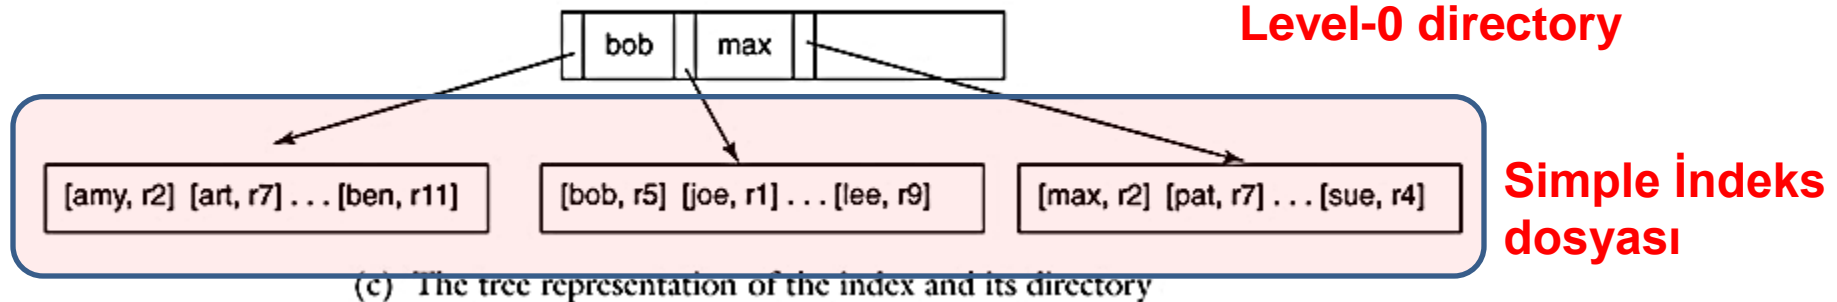 bob max
Level-0 directory
[amy, r2] [art, r7] . . . [ben, r11]
[bob, r5] [joe, r1] . . . [lee, r9]
[max, r2] [pat, r7] . . . [sue, r4]
Simple İndeks
dosyası
(c) The tree representation of the index and its directory